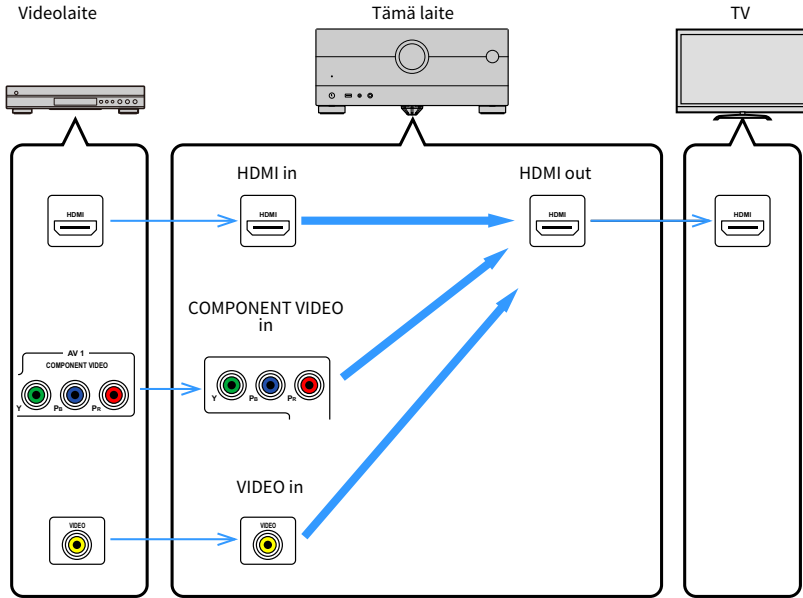 Videolaite
Tämä laite
TV
HDMI in
HDMI out
HDMI
HDMI
HDMI
HDMI
COMPONENT VIDEO
in
AV 1
COMPONENT VIDEO
Y PB PR
Y PB PR
VIDEO in
VIDEO
VIDEO